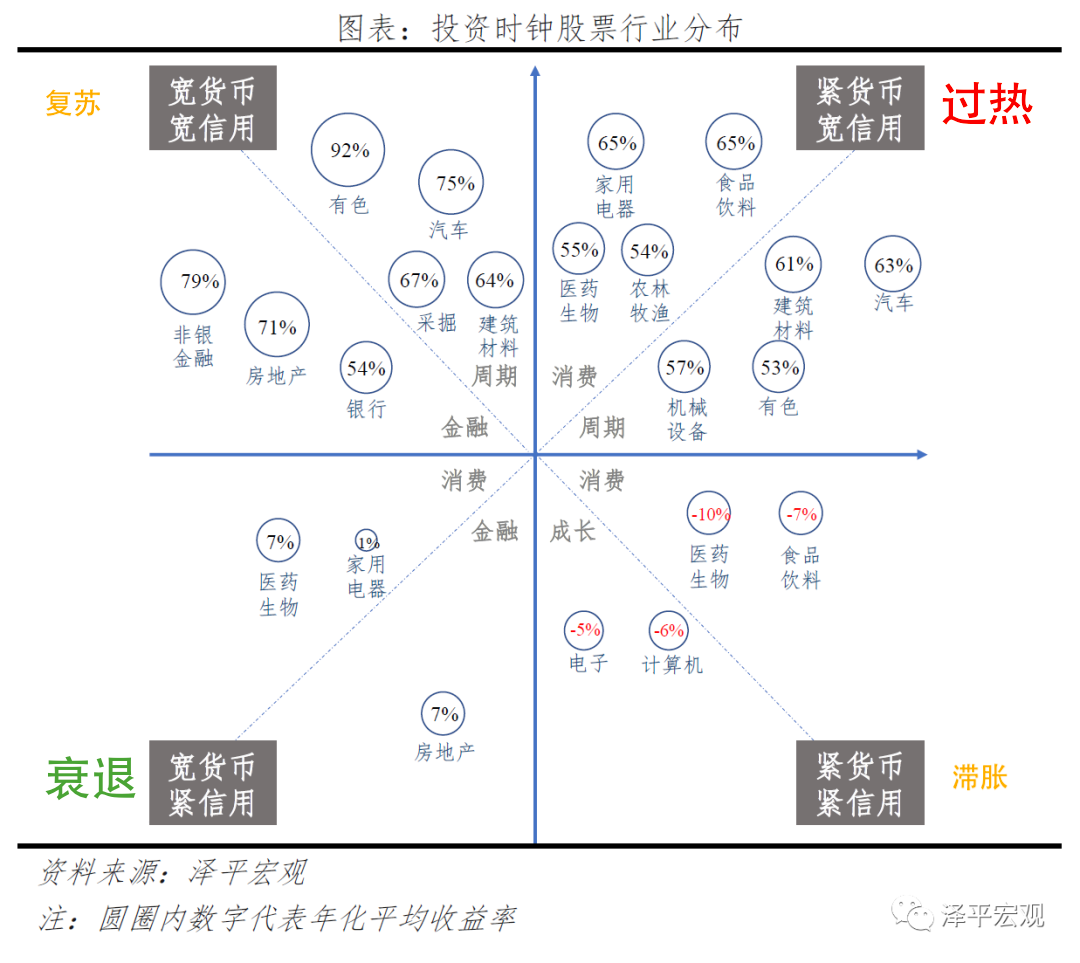 图表：投资时钟股票行业分布
复苏
宽货币
宽信用
紧货币
宽信用
过热
92%
有色
75%
汽车
79%
非银
金融
71%
房地产
54%
银行
67%
采掘
64%
建筑
材料
周期
金融
65%
家用
电器
65%
食品
饮料
55%
医药
生物
54%
农林
牧渔
61%
建筑
材料
63%
汽车
57%
机械
设备
53%
有色
消费
周期
消费
金融
7%
医药
生物
1%
家用
电器
7%
房地产
消费
成长
-10%
医药
生物
-7%
食品
饮料
-5%
电子
-6%
计算机
衰退
宽货币
紧信用
紧货币
紧信用
滞胀
资料来源：泽平宏观
注：圆圈内数字代表年化平均收益率
泽平宏观